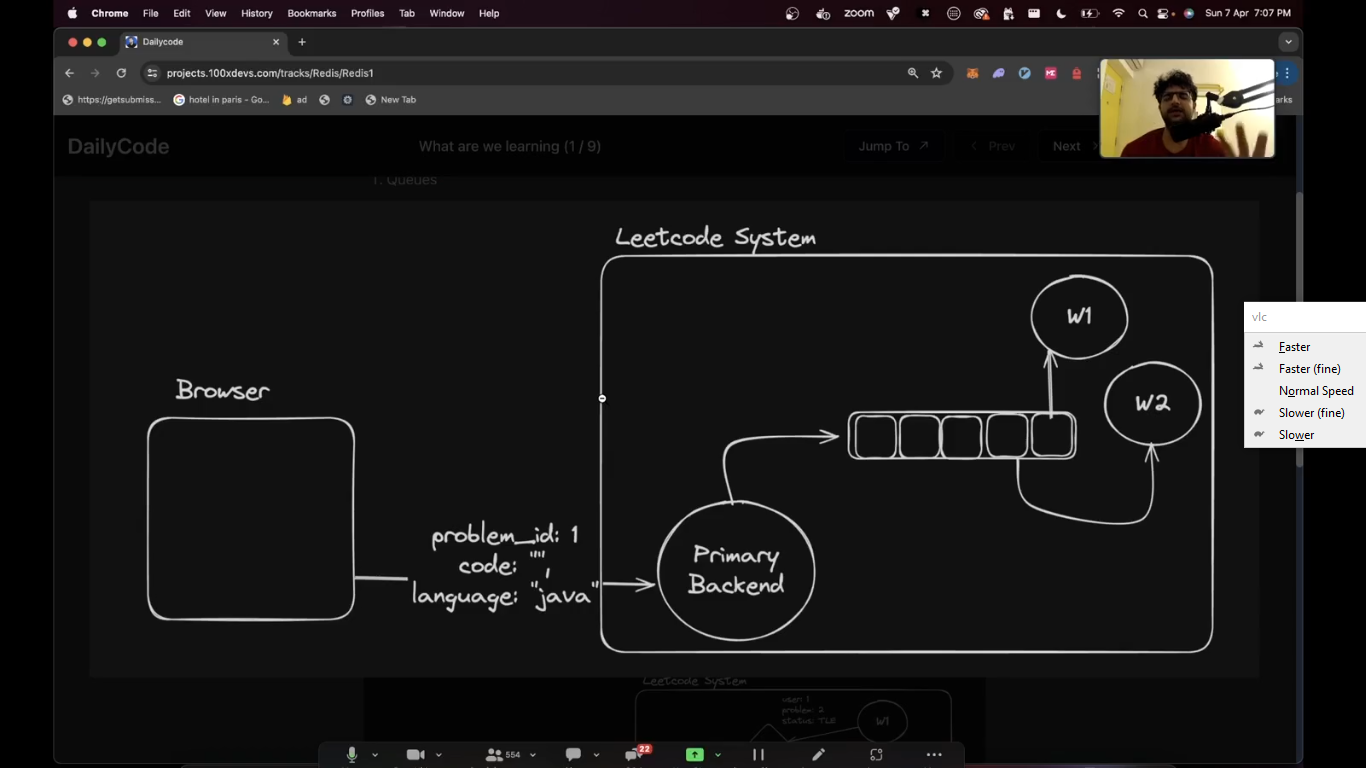 Chrome File Edit View History Bookmarks Profiles Tab Window Help zoom Sun 7 Apr 7:07 PM
Dailycode
projects.100xdevs.com/tracks/Redis/Redis1
https://getsubmiss... hotel in paris - Go... ad New Tab arks
DailyCode What are we learning (1 / 9) Jump To Prev Next
1. Queues
Leetcode System
W1
vlc
Faster
Faster (fine)
Normal Speed
Slower (fine)
Slower
Browser
W2
problem_id: 1
code: "",
language: "java"
Primary
Backend
Leetcode System
user: 1
problem: 2
status: TLE
W1
554
22